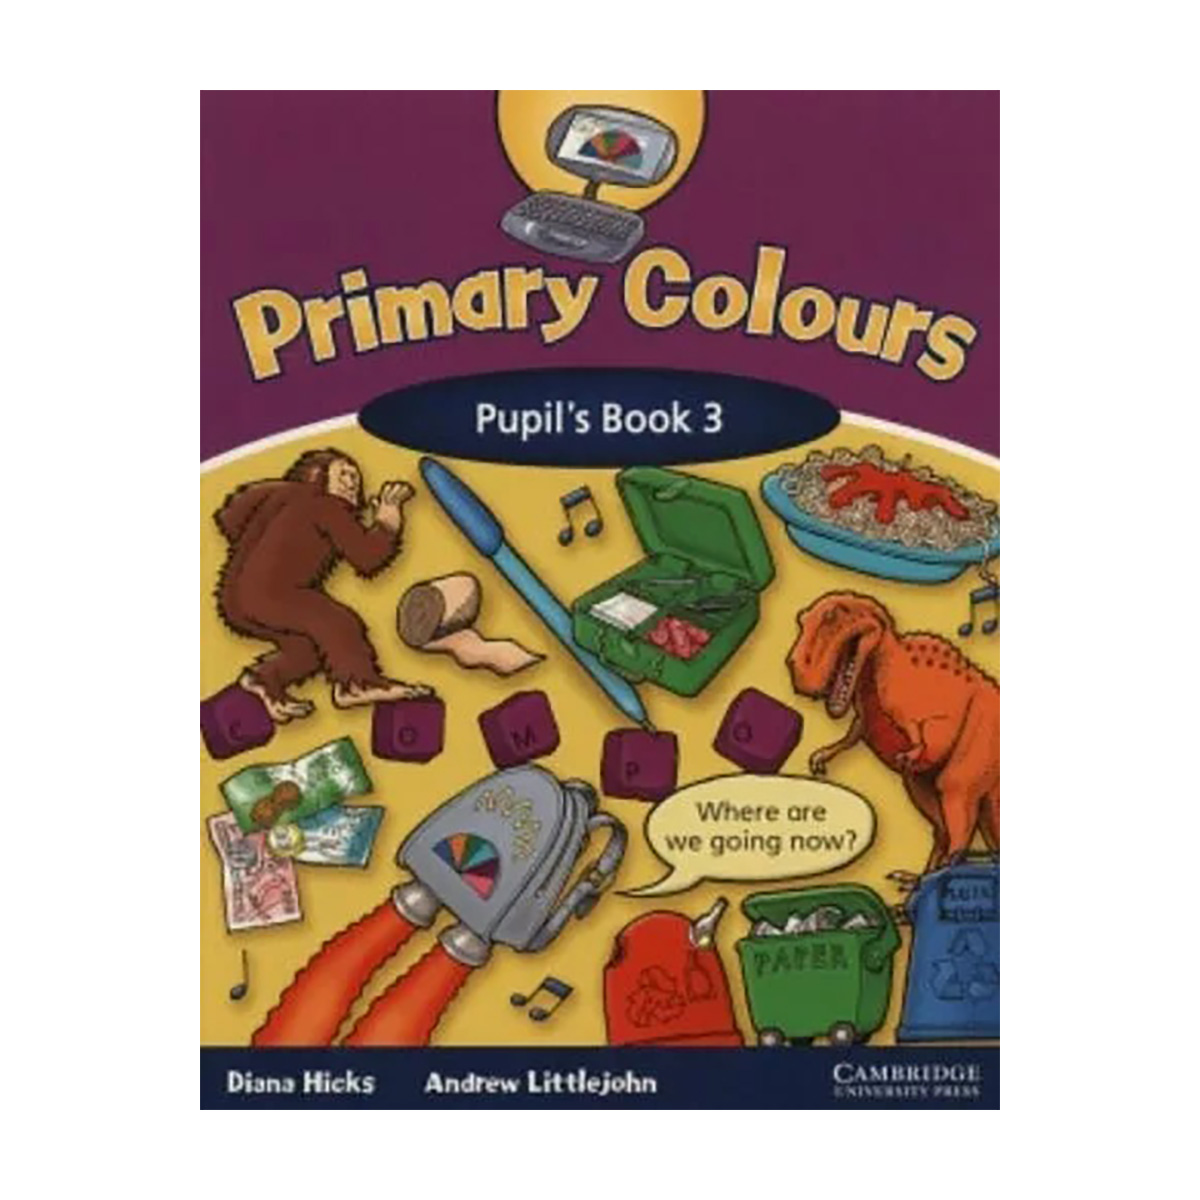 Primary Colours
Pupil's Book 3
C O M P O
Where are
we going now?
PAPER
Diana Hicks
Andrew Littlejohn
CAMBRIDGE
UNIVERSITY PRESS